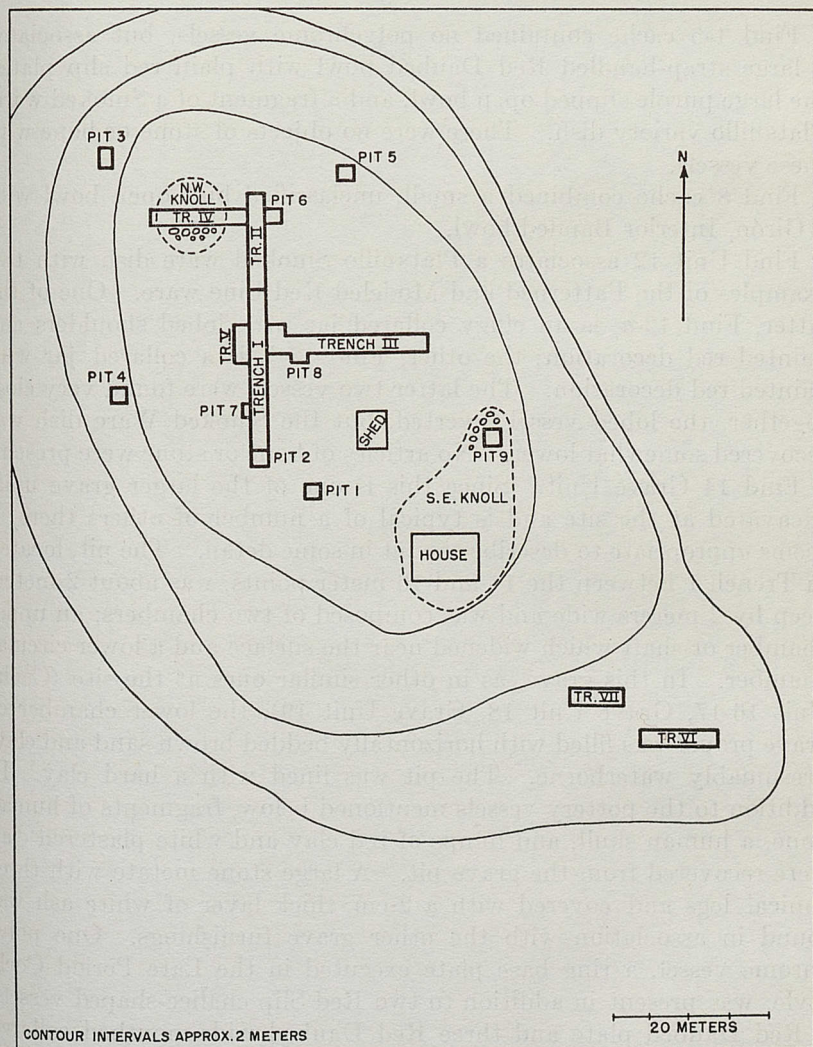 PIT 3
PIT 5
N
N.W.
KNOLL
PIT 6
TR. IV
TR. II
TR. V
TRENCH I
TRENCH III
PIT 8
PIT 4
PIT 7
SHED
PIT 2
PIT 9
PIT 1
S.E. KNOLL
HOUSE
TR. VII
TR. VI
20 METERS
CONTOUR INTERVALS APPROX. 2 METERS